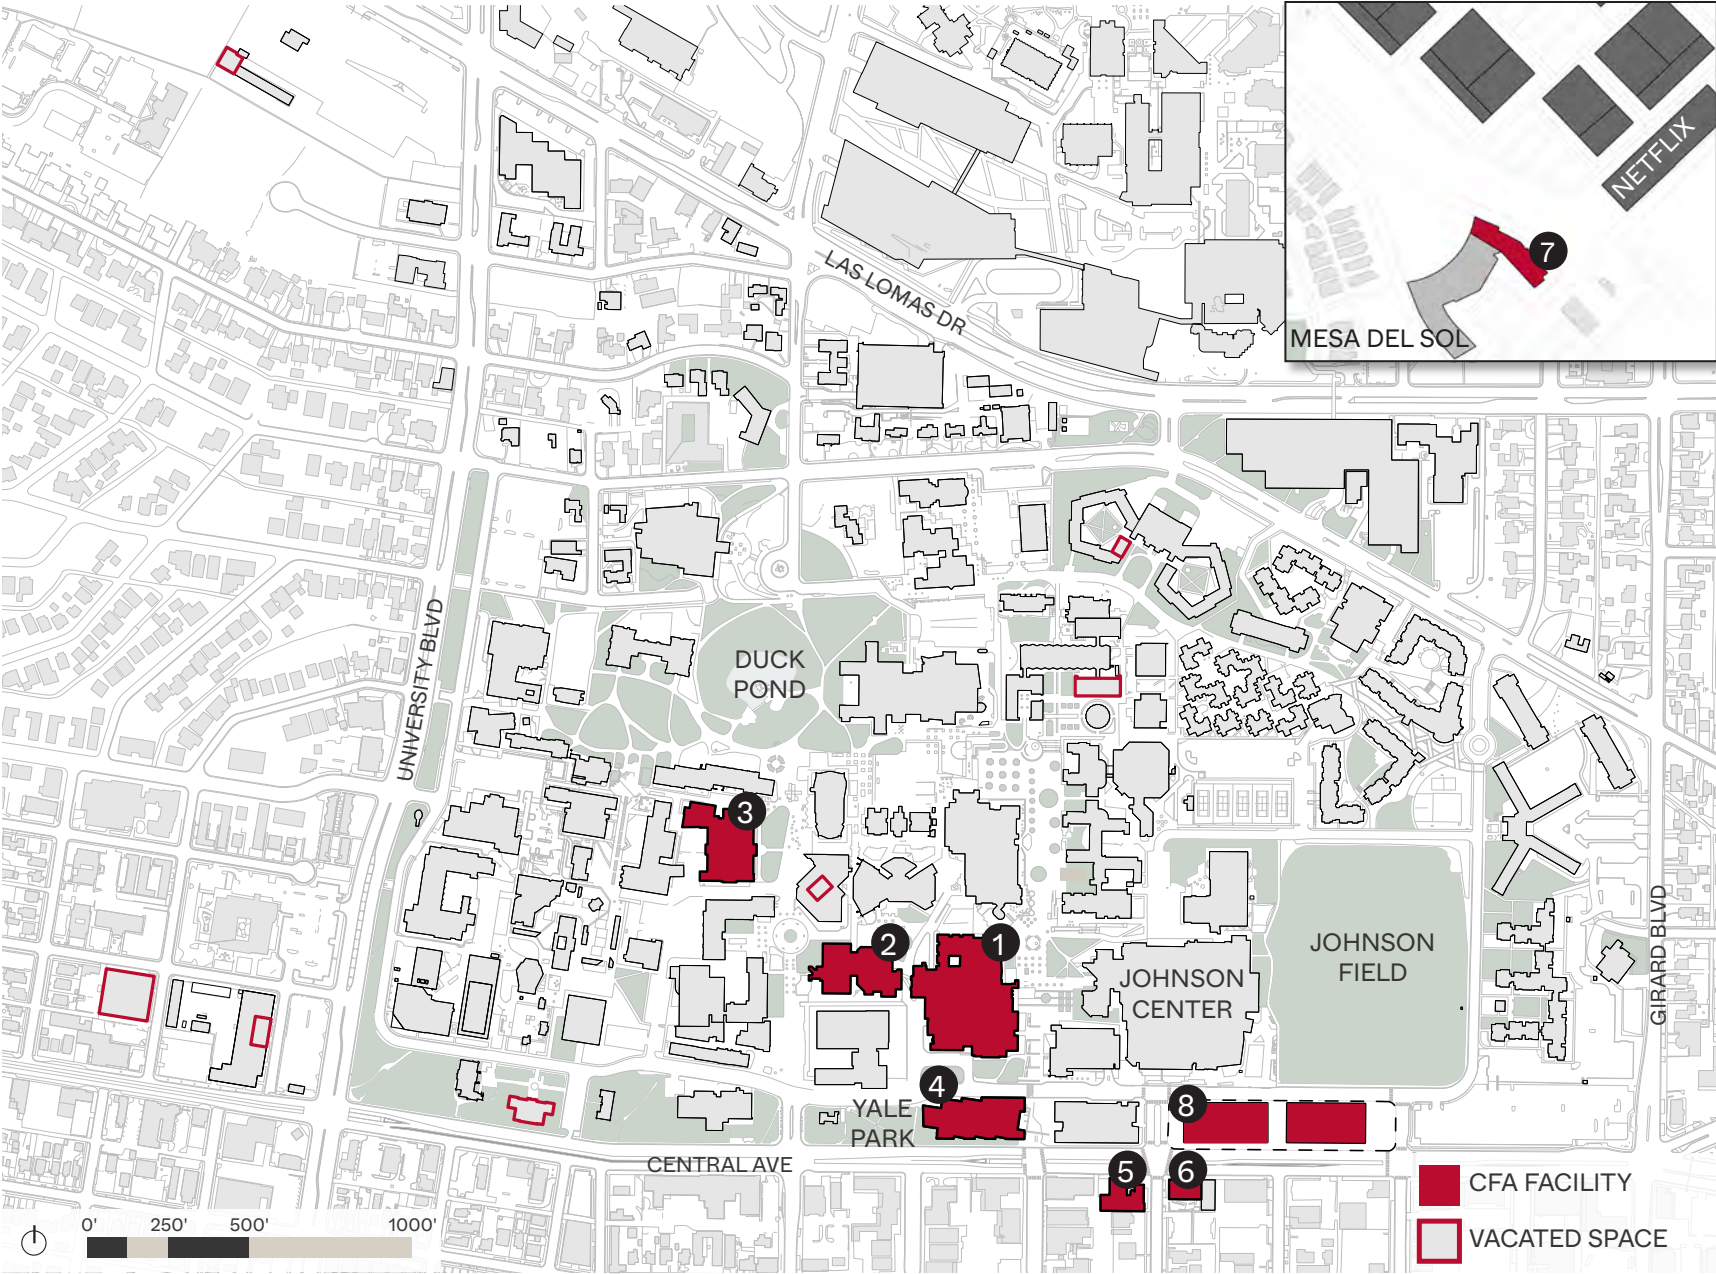 NETFLIX
7
MESA DEL SOL
LAS LOMAS DR
UNIVERSITY BLVD
DUCK
POND
3
2
1
JOHNSON
CENTER
JOHNSON
FIELD
GIRARD BLVD
4
YALE
PARK
8
CENTRAL AVE
5
6
CFA FACILITY
VACATED SPACE
0' 250' 500' 1000'